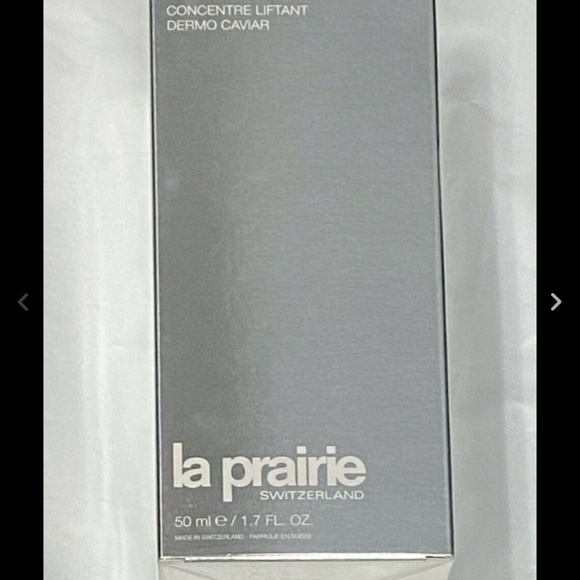 CONCENTRE LIFTANT
DERMO CAVIAR
la prairie
SWITZERLAND
50 ml ℮ / 1.7 FL. OZ.
MADE IN SWITZERLAND · FABRIQUE EN SUISSE